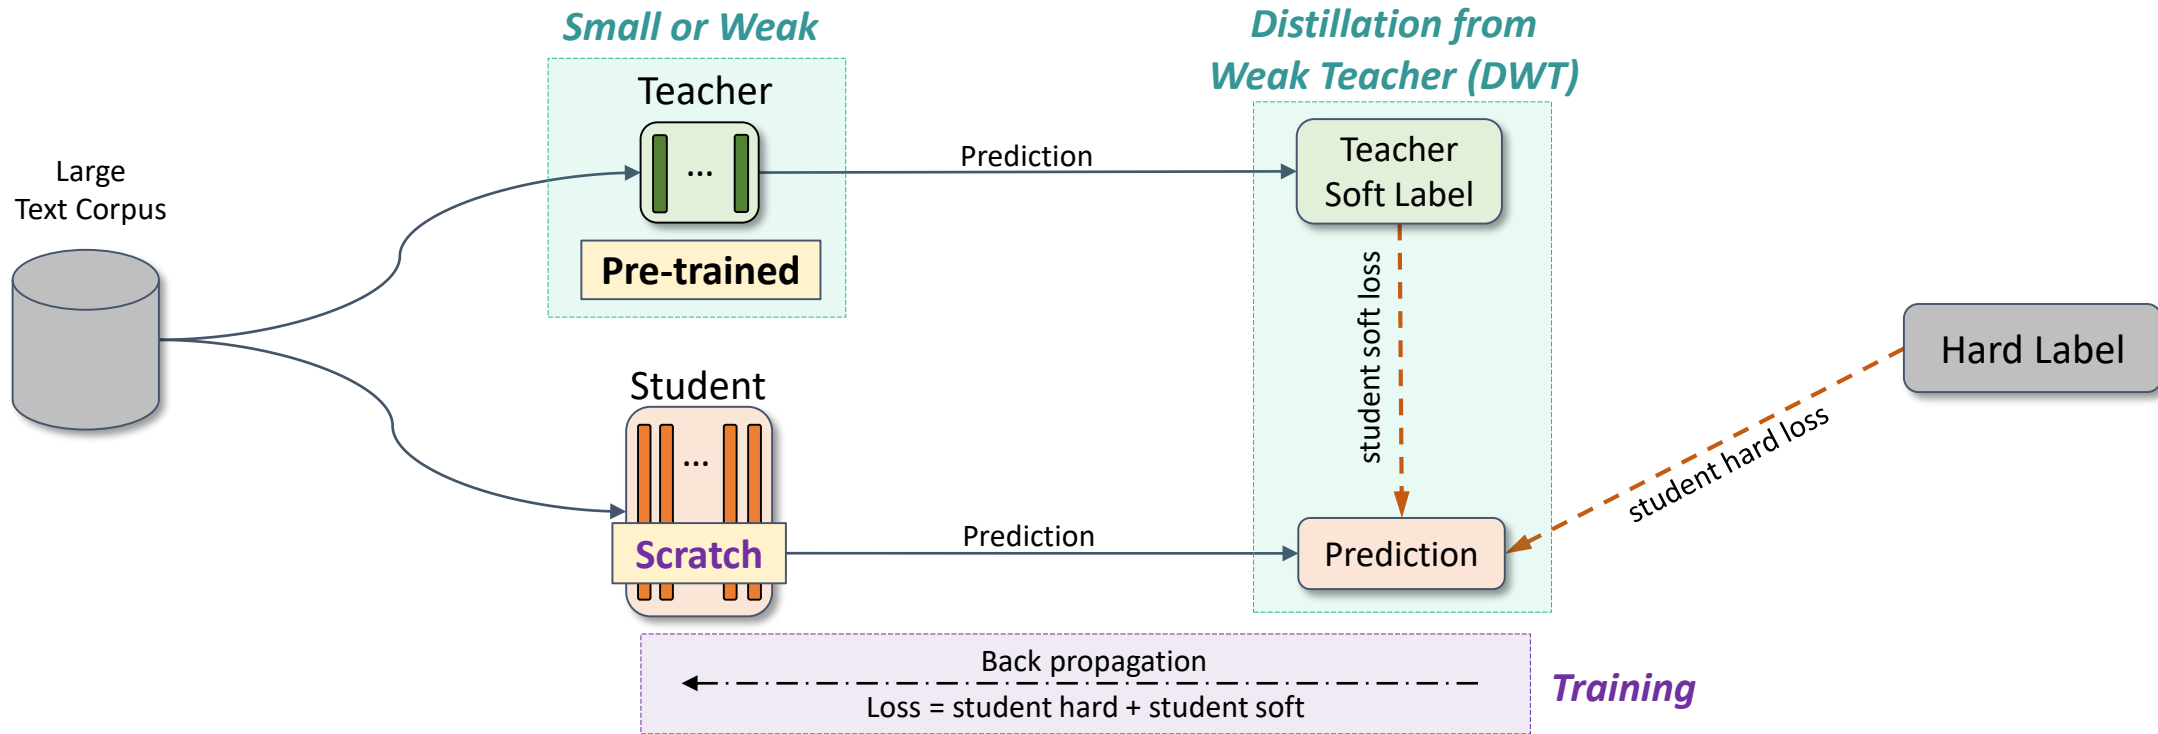 Small or Weak
Distillation from
Weak Teacher (DWT)
Teacher
...
Pre-trained
Prediction
Teacher
Soft Label
Large
Text Corpus
student soft loss
Hard Label
student hard loss
Student
...
Scratch
Prediction
Prediction
Back propagation
Loss = student hard + student soft
Training